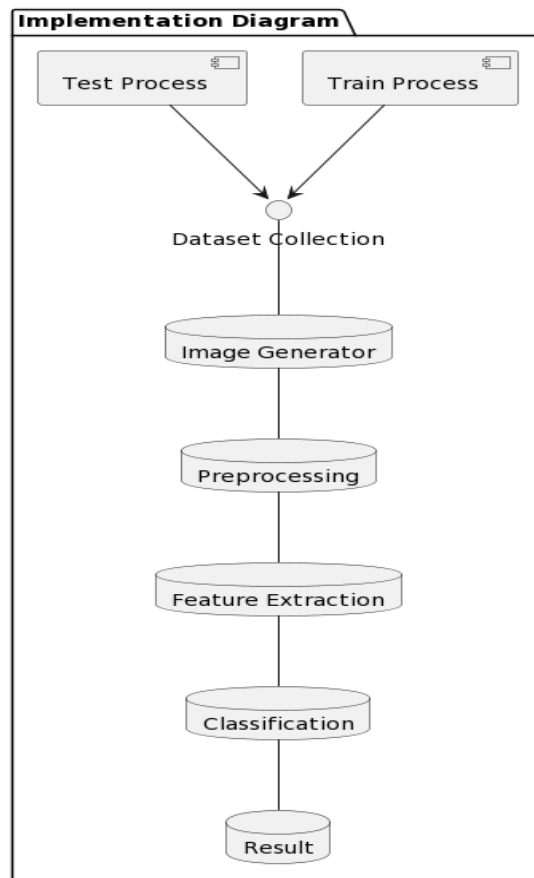 Implementation Diagram
Test Process
Train Process
Dataset Collection
Image Generator
Preprocessing
Feature Extraction
Classification
Result